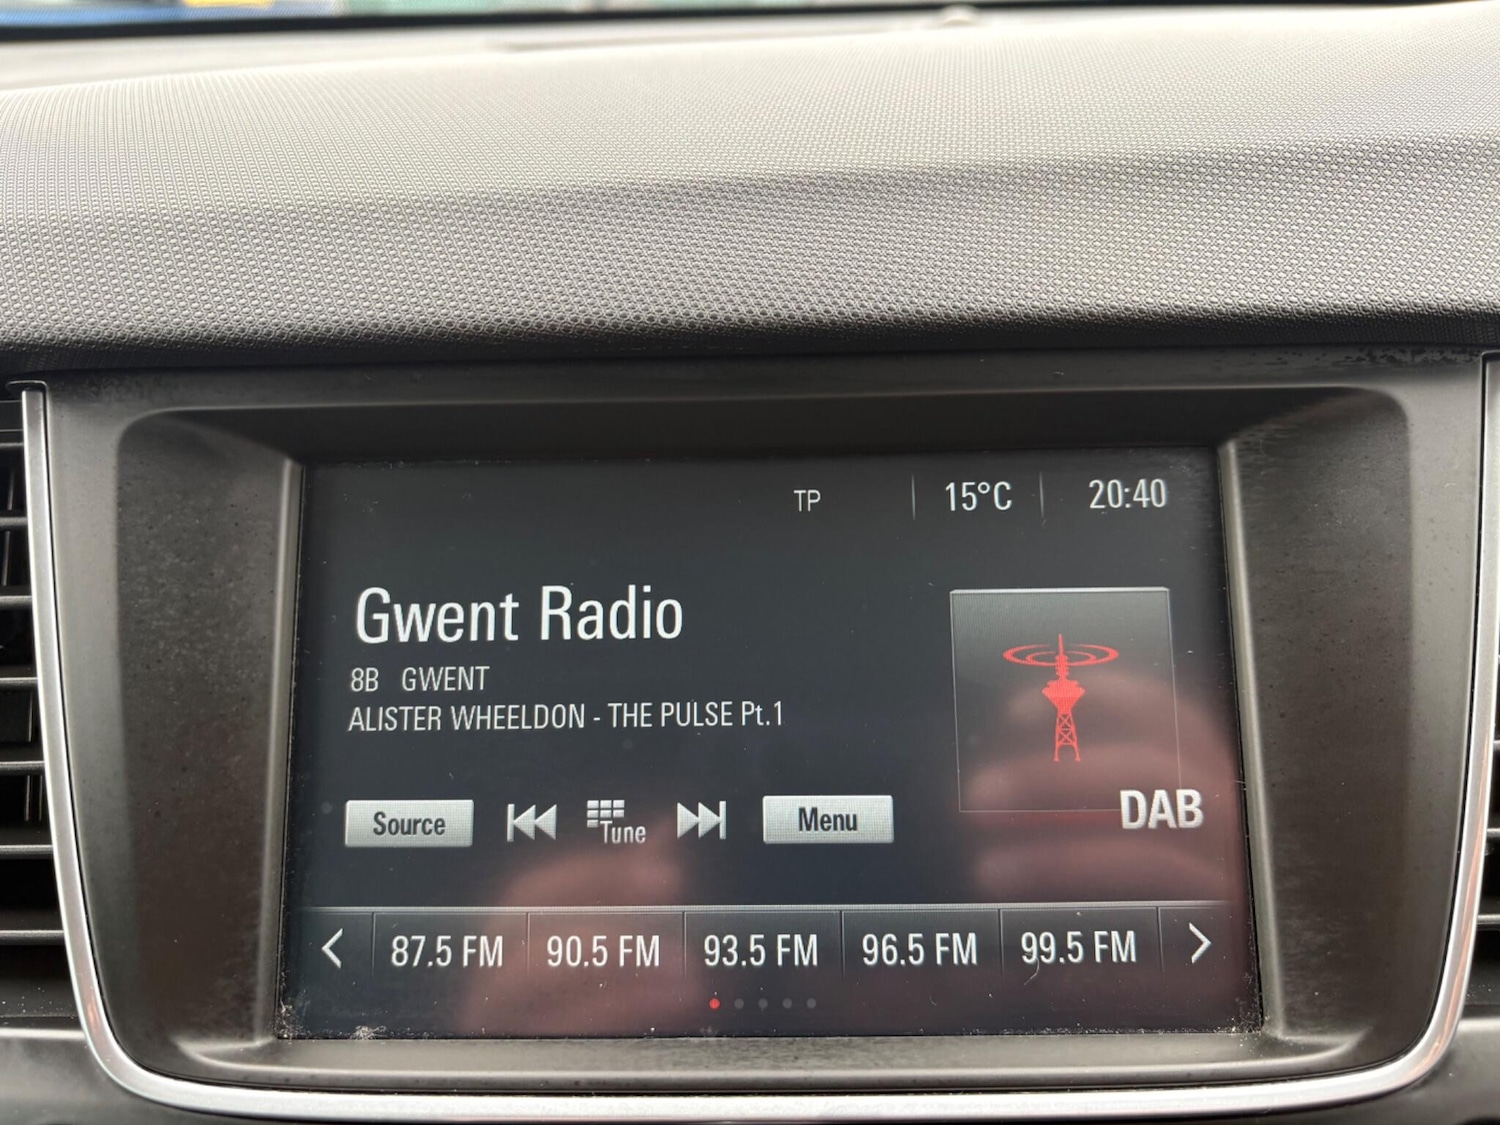 TP 15°C 20:40
Gwent Radio
8B GWENT
ALISTER WHEELDON - THE PULSE Pt.1
Source Tune Menu
DAB
87.5 FM 90.5 FM 93.5 FM 96.5 FM 99.5 FM